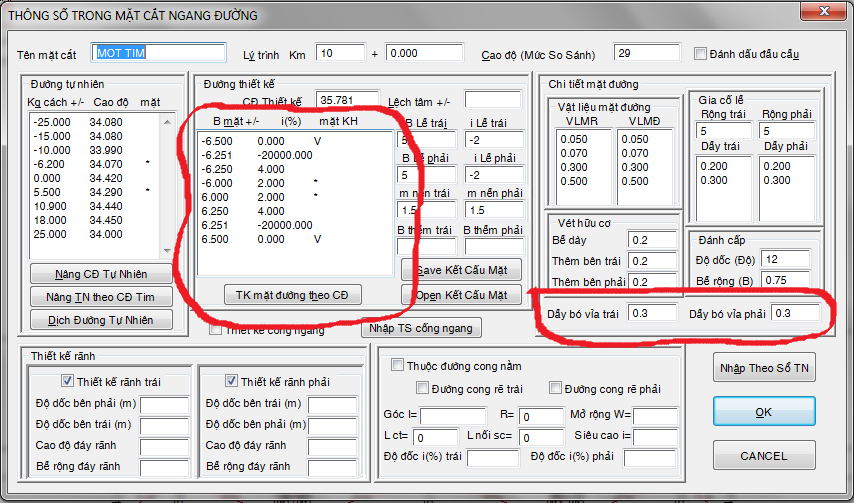 THÔNG SỐ TRONG MẶT CẮT NGANG ĐƯỜNG
Tên mặt cắt MOT TIM Lý trình Km 10 + 0.000 Cao độ (Mức So Sánh) 29 Đánh dấu đầu cầu
Đường tự nhiên
Kg cách +/- Cao độ mặt
-25.000 34.080
-15.000 34.080
-10.000 33.990
-6.200 34.070 *
0.000 34.420
5.500 34.290 *
10.900 34.440
18.000 34.450
25.000 34.000
Nâng CĐ Tự Nhiên
Nâng TN theo CĐ Tim
Dịch Đường Tự Nhiên
Đường thiết kế
CĐ Thiết kế 35.781 Lệch tâm +/-
B mặt +/- i(%) mặt KH
-6.500 0.000 V
-6.251 -20000.000
-6.250 4.000
-6.000 2.000 *
6.000 2.000 *
6.250 4.000
6.251 -20000.000
6.500 0.000 V
TK mặt đường theo CĐ
B Lề trái i Lề trái
5 -2
B Lề phải i Lề phải
5 -2
m nền trái m nền phải
1.5 1.5
B thềm trái B thềm phải
Save Kết Cấu Mặt
Open Kết Cấu Mặt
Thiết kế cống ngang
Nhập TS cống ngang
Chi tiết mặt đường
Vật liệu mặt đường
VLMR VLMĐ
0.050 0.050
0.070 0.070
0.300 0.300
0.500 0.500
Gia cố lề
Rộng trái Rộng phải
5 5
Dầy trái Dầy phải
0.200 0.200
0.300 0.300
Vét hữu cơ
Bề dày 0.2
Thêm bên trái 0.2
Thêm bên phải 0.2
Đánh cấp
Độ dốc (Độ) 12
Bề rộng (B) 0.75
Dầy bó vỉa trái 0.3 Dầy bó vỉa phải 0.3
Thiết kế rãnh
Thiết kế rãnh trái
Độ dốc bên phải (m)
Độ dốc bên trái (m)
Cao độ đáy rãnh
Bề rộng đáy rãnh
Thiết kế rãnh phải
Độ dốc bên trái (m)
Độ dốc bên phải (m)
Cao độ đáy rãnh
Bề rộng đáy rãnh
Thuộc đường cong nằm
Đường cong rẽ trái Đường cong rẽ phải
Góc I= R= 0 Mở rộng W=
L ct= 0 L nối sc= 0 Siêu cao i=
Độ dốc i(%) trái Độ dốc i(%) phải
Nhập Theo Sổ TN
OK
CANCEL